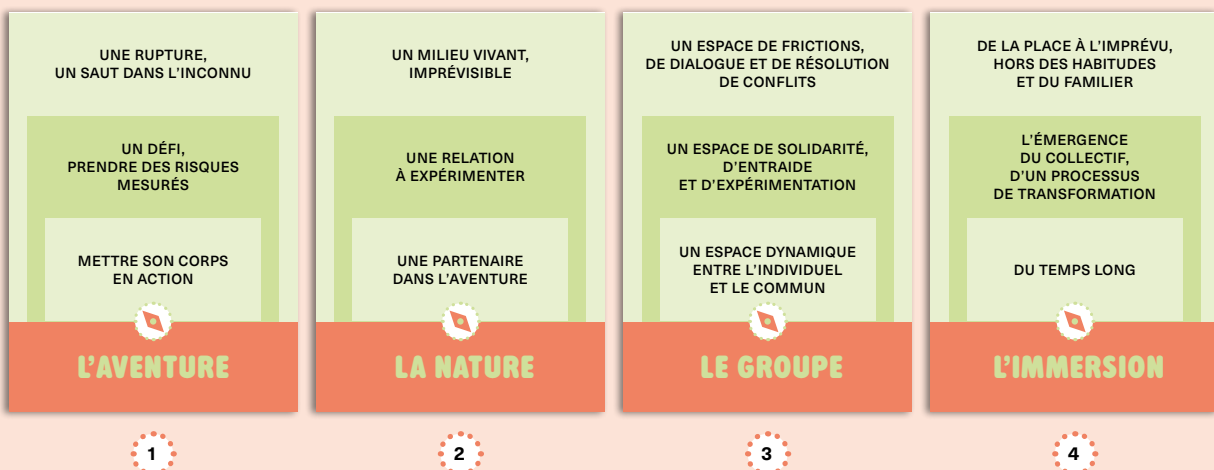 UNE RUPTURE,
UN SAUT DANS L'INCONNU
UN DÉFI,
PRENDRE DES RISQUES
MESURÉS
METTRE SON CORPS
EN ACTION
L'AVENTURE
1
UN MILIEU VIVANT,
IMPRÉVISIBLE
UNE RELATION
À EXPÉRIMENTER
UNE PARTENAIRE
DANS L'AVENTURE
LA NATURE
2
UN ESPACE DE FRICTIONS,
DE DIALOGUE ET DE RÉSOLUTION
DE CONFLITS
UN ESPACE DE SOLIDARITÉ,
D'ENTRAIDE
ET D'EXPÉRIMENTATION
UN ESPACE DYNAMIQUE
ENTRE L'INDIVIDUEL
ET LE COMMUN
LE GROUPE
3
DE LA PLACE À L'IMPRÉVU,
HORS DES HABITUDES
ET DU FAMILIER
L'ÉMERGENCE
DU COLLECTIF,
D'UN PROCESSUS
DE TRANSFORMATION
DU TEMPS LONG
L'IMMERSION
4